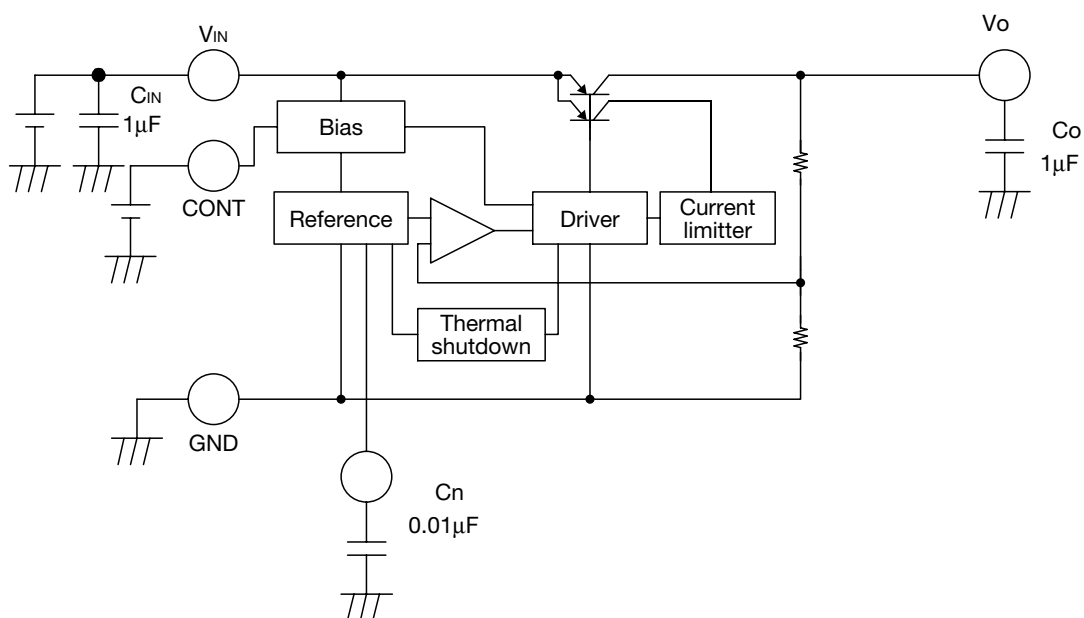 VIN
Vo
CIN
1μF
Bias
Co
1μF
CONT
Reference
Driver
Current
limitter
Thermal
shutdown
GND
Cn
0.01μF